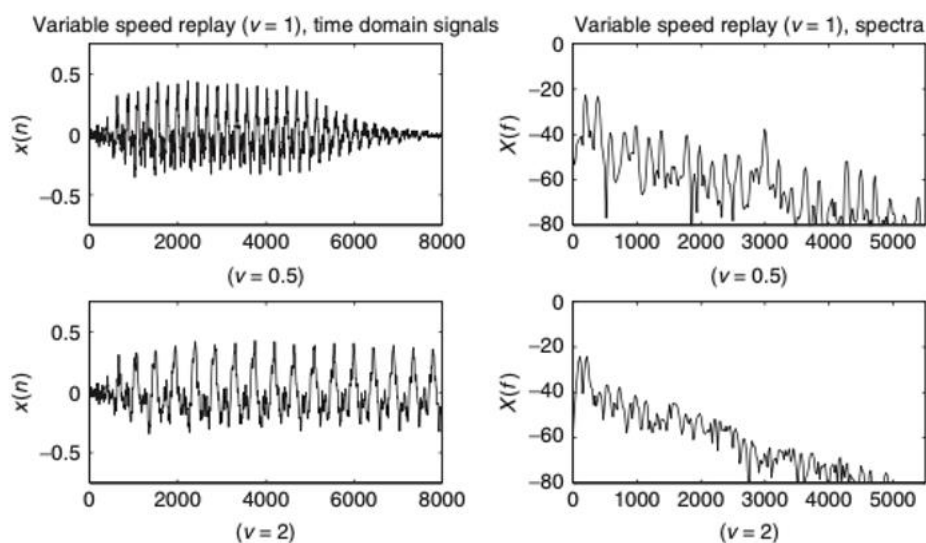 Variable speed replay (v = 1), time domain signals
0.5
0
−0.5
x(n)
0 2000 4000 6000 8000
(v = 0.5)
Variable speed replay (v = 1), spectra
0
−20
−40
−60
−80
X(f)
0 1000 2000 3000 4000 5000
(v = 0.5)
0.5
0
−0.5
x(n)
0 2000 4000 6000 8000
(v = 2)
0
−20
−40
−60
−80
X(f)
0 1000 2000 3000 4000 5000
(v = 2)